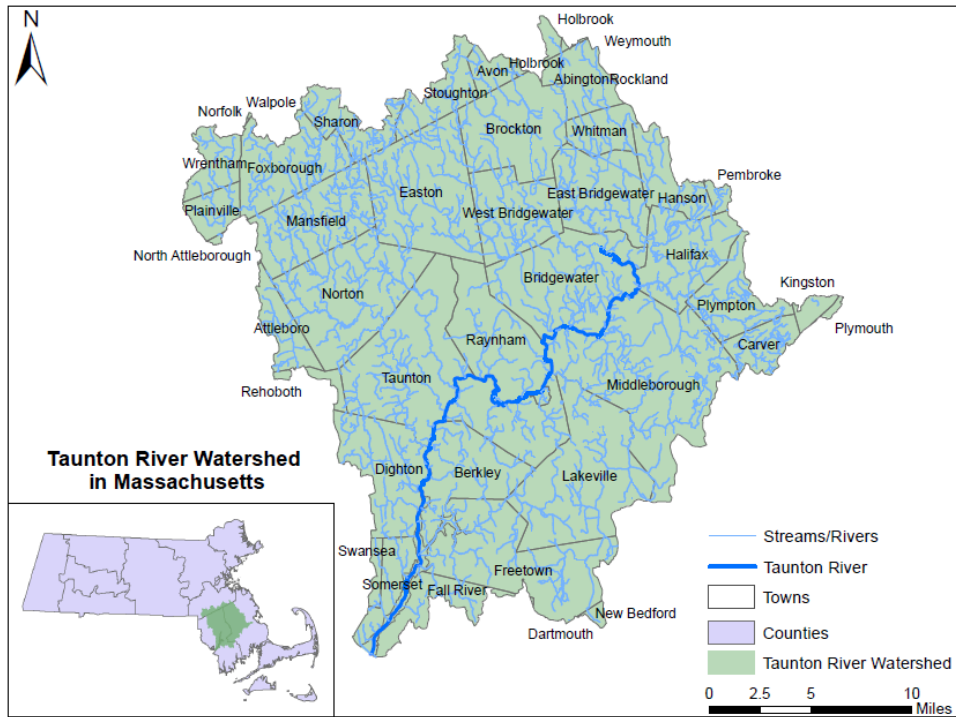 N
Holbrook
Weymouth
Avon
Holbrook
Abington
Rockland
Stoughton
Norfolk
Walpole
Sharon
Brockton
Whitman
Wrentham
Foxborough
Pembroke
Easton
East Bridgewater
Hanson
Plainville
Mansfield
West Bridgewater
North Attleborough
Bridgewater
Halifax
Kingston
Norton
Plympton
Attleboro
Plymouth
Raynham
Carver
Rehoboth
Taunton
Middleborough
Taunton River Watershed
in Massachusetts
Dighton
Berkley
Lakeville
Swansea
Somerset
Fall River
Freetown
New Bedford
Dartmouth
Streams/Rivers
Taunton River
Towns
Counties
Taunton River Watershed
0 2.5 5 10
Miles